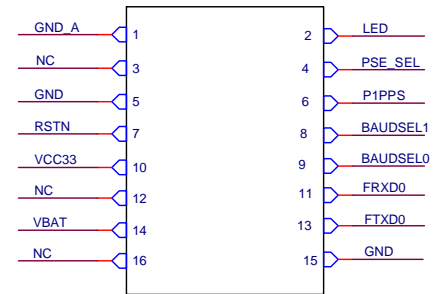 GND_A 1 2 LED
NC 3 4 PSE_SEL
GND 5 6 P1PPS
RSTN 7 8 BAUDSEL1
VCC33 10 9 BAUDSEL0
NC 12 11 FRXD0
VBAT 14 13 FTXD0
NC 16 15 GND